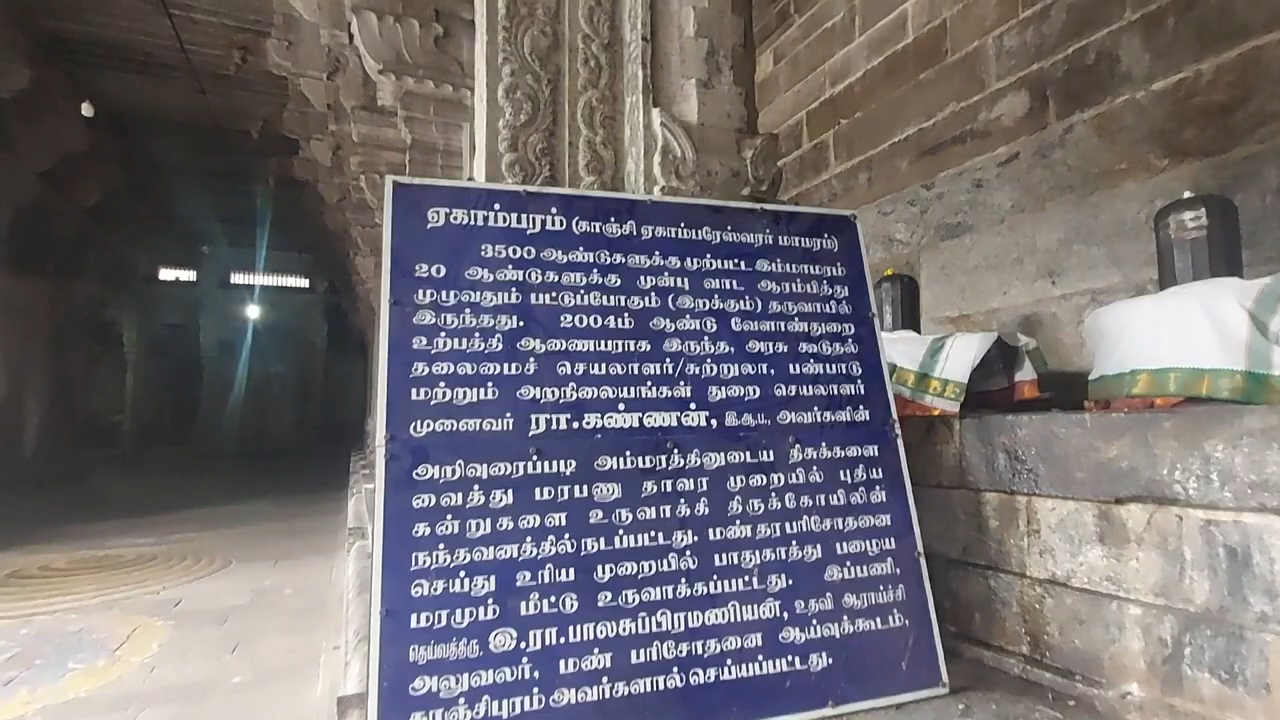 ஏகாம்பரம் (காஞ்சி ஏகாம்பரேஸ்வரர் மாமரம்)
3500 ஆண்டுகளுக்கு முற்பட்ட இம்மாமரம்
20 ஆண்டுகளுக்கு முன்பு வாட ஆரம்பித்து
முழுவதும் பட்டுப்போகும் (இறக்கும்) தருவாயில்
இருந்தது. 2004ம் ஆண்டு வேளாண்துறை
உற்பத்தி ஆணையராக இருந்த, அரசு கூடுதல்
தலைமைச் செயலாளர்/சுற்றுலா, பண்பாடு
மற்றும் அறநிலையங்கள் துறை செயலாளர்
முனைவர் ரா.கண்ணன், இ.ஆ.ப., அவர்களின்
அறிவுரைப்படி அம்மரத்தினுடைய திசுக்களை
வைத்து மரபணு தாவர முறையில் புதிய
கன்றுகளை உருவாக்கி திருக்கோயிலின்
நந்தவனத்தில் நடப்பட்டது. மண் தர பரிசோதனை
செய்து உரிய முறையில் பாதுகாத்து பழைய
மரமும் மீட்டு உருவாக்கப்பட்டது. இப்பணி,
தெய்வத்திரு. இ.ரா.பாலசுப்பிரமணியன், உதவி ஆராய்ச்சி
அலுவலர், மண் பரிசோதனை ஆய்வுக்கூடம்,
காஞ்சிபுரம் அவர்களால் செய்யப்பட்டது.